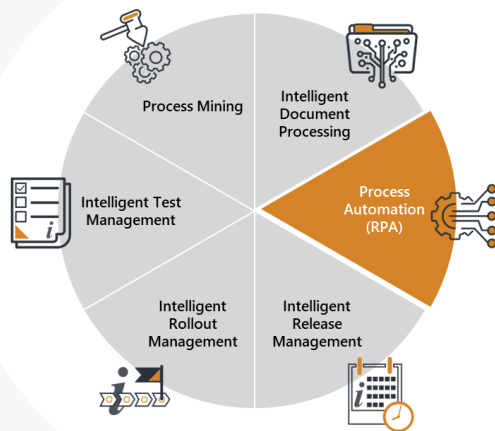 Process Mining
Intelligent
Document
Processing
Intelligent Test
Management
Process
Automation
(RPA)
Intelligent
Rollout
Management
Intelligent
Release
Management
i
i
i